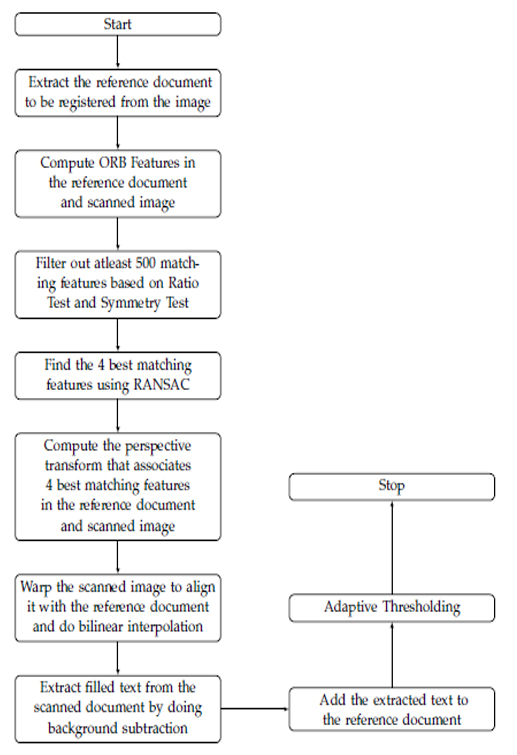 Start
Extract the reference document
to be registered from the image
Compute ORB Features in
the reference document
and scanned image
Filter out atleast 500 match-
ing features based on Ratio
Test and Symmetry Test
Find the 4 best matching
features using RANSAC
Compute the perspective
transform that associates
4 best matching features
in the reference document
and scanned image
Warp the scanned image to align
it with the reference document
and do bilinear interpolation
Extract filled text from the
scanned document by doing
background subtraction
Add the extracted text to
the reference document
Adaptive Thresholding
Stop